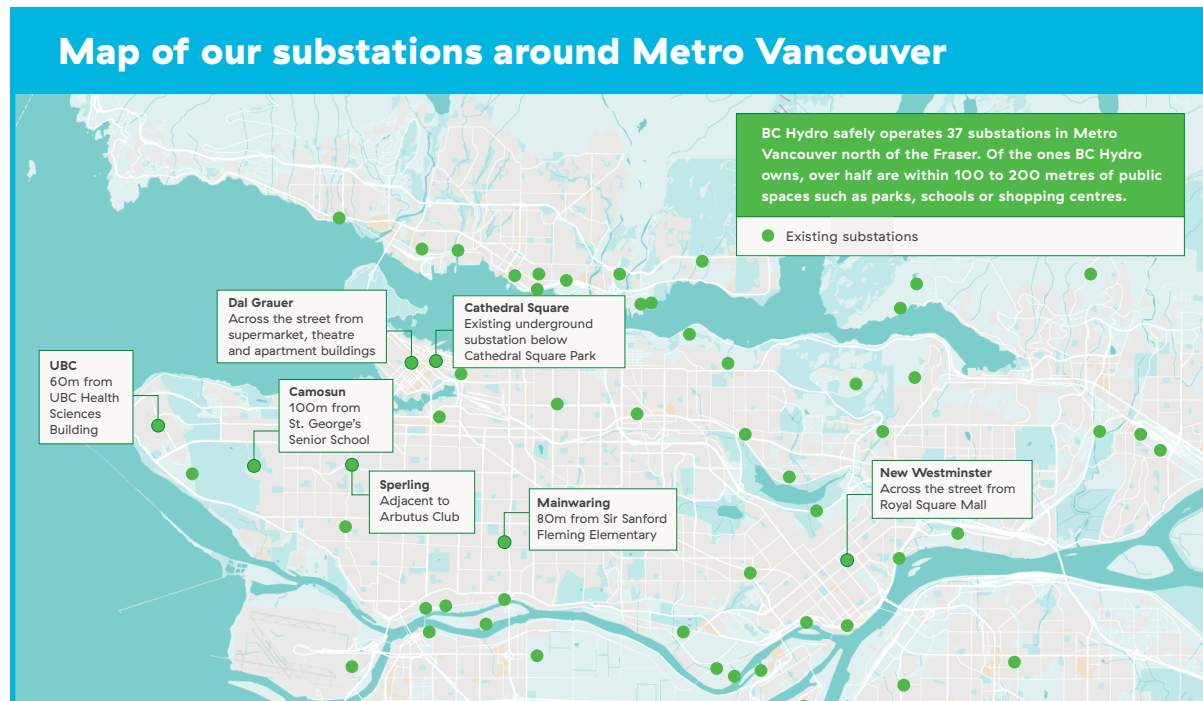 Map of our substations around Metro Vancouver
BC Hydro safely operates 37 substations in Metro
Vancouver north of the Fraser. Of the ones BC Hydro
owns, over half are within 100 to 200 metres of public
spaces such as parks, schools or shopping centres.
Existing substations
Dal Grauer
Across the street from
supermarket, theatre
and apartment buildings
Cathedral Square
Existing underground
substation below
Cathedral Square Park
UBC
60m from
UBC Health
Sciences
Building
Camosun
100m from
St. George's
Senior School
Sperling
Adjacent to
Arbutus Club
Mainwaring
80m from Sir Sanford
Fleming Elementary
New Westminster
Across the street from
Royal Square Mall